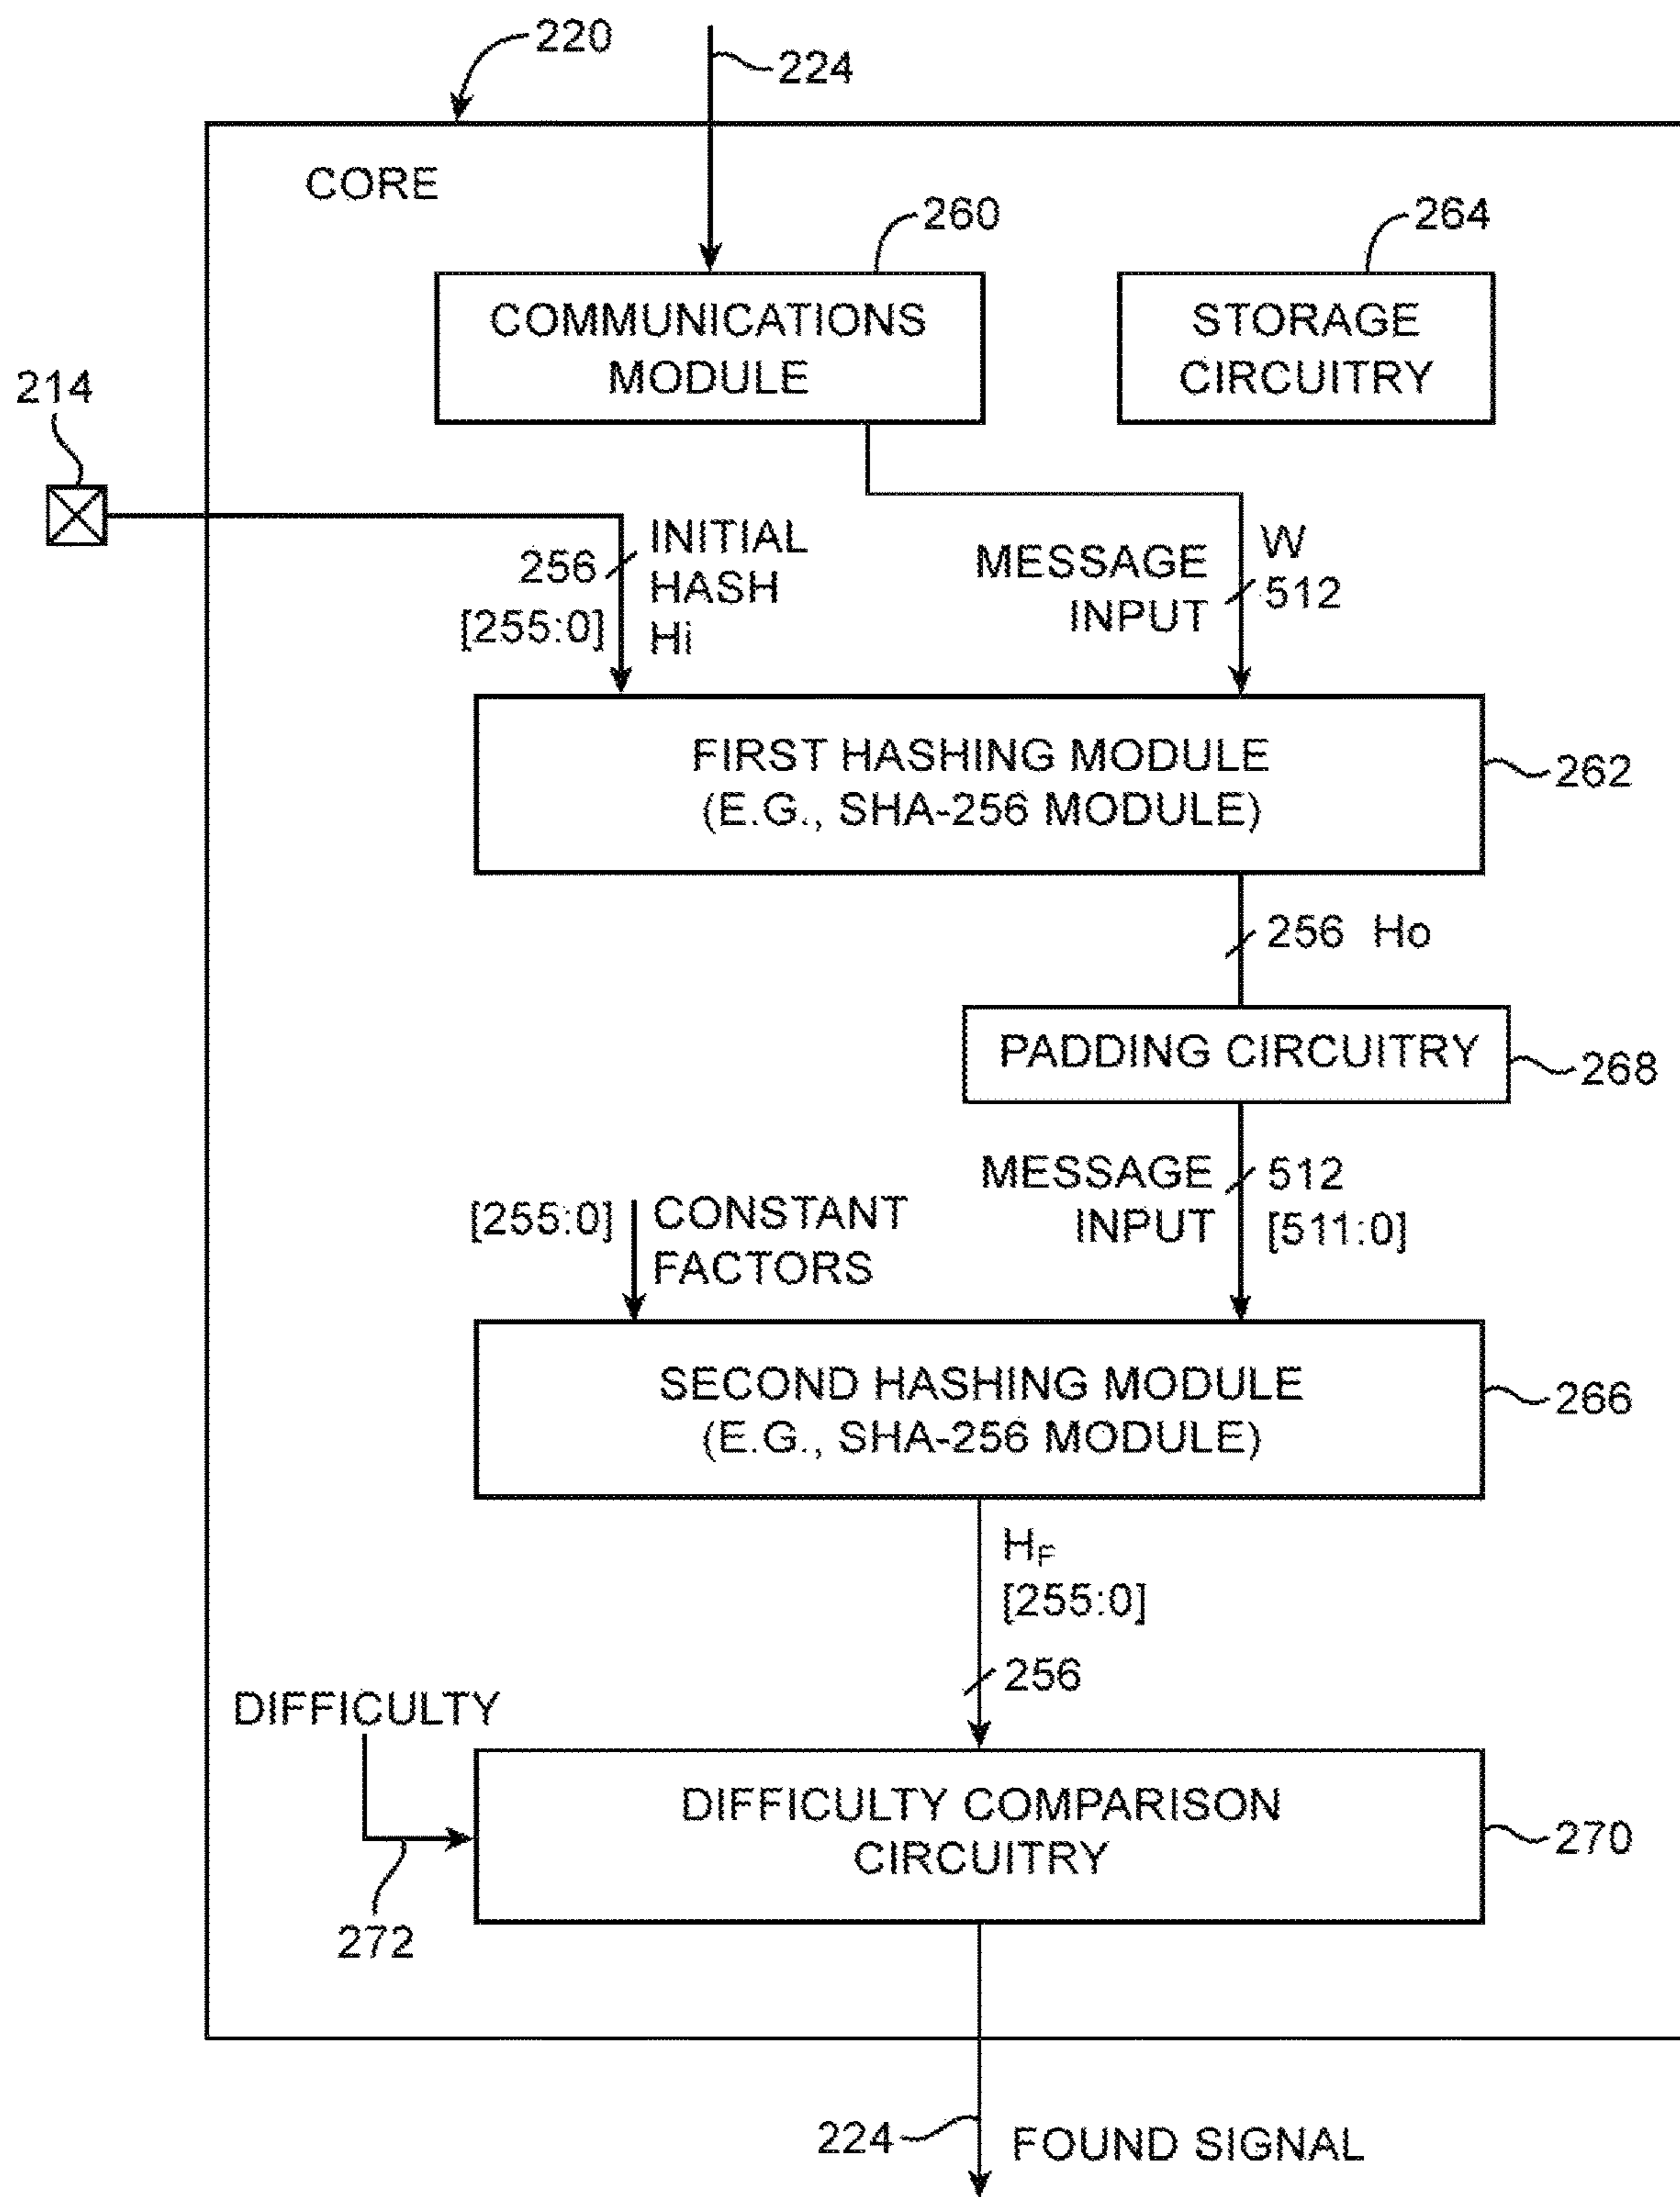 220
224
CORE
260
264
COMMUNICATIONS
MODULE
STORAGE
CIRCUITRY
214
INITIAL
HASH
Hi
256
[255:0]
MESSAGE
INPUT
W
512
FIRST HASHING MODULE
(E.G., SHA-256 MODULE)
262
256 Ho
PADDING CIRCUITRY
268
MESSAGE
INPUT
512
[511:0]
[255:0]
CONSTANT
FACTORS
SECOND HASHING MODULE
(E.G., SHA-256 MODULE)
266
HF
[255:0]
256
DIFFICULTY
DIFFICULTY COMPARISON
CIRCUITRY
270
272
224
FOUND SIGNAL